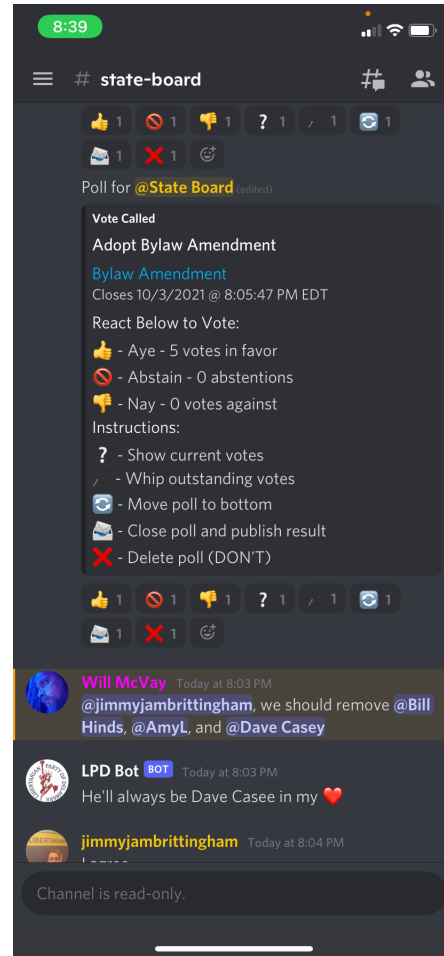 8:39
# state-board
👍 1 🚫 1 👎 1 ? 1 1 🔄 1
📨 1 ❌ 1
Poll for @State Board (edited)
Vote Called
Adopt Bylaw Amendment
Bylaw Amendment
Closes 10/3/2021 @ 8:05:47 PM EDT
React Below to Vote:
👍 - Aye - 5 votes in favor
🚫 - Abstain - 0 abstentions
👎 - Nay - 0 votes against
Instructions:
? - Show current votes
- Whip outstanding votes
🔄 - Move poll to bottom
📨 - Close poll and publish result
❌ - Delete poll (DON'T)
👍 1 🚫 1 👎 1 ? 1 1 🔄 1
📨 1 ❌ 1
Will McVay Today at 8:03 PM
@jimmyjambrittingham, we should remove @Bill
Hinds, @AmyL, and @Dave Casey
LPD Bot BOT Today at 8:03 PM
He'll always be Dave Casee in my ❤️
jimmyjambrittingham Today at 8:04 PM
I agree
Channel is read-only.